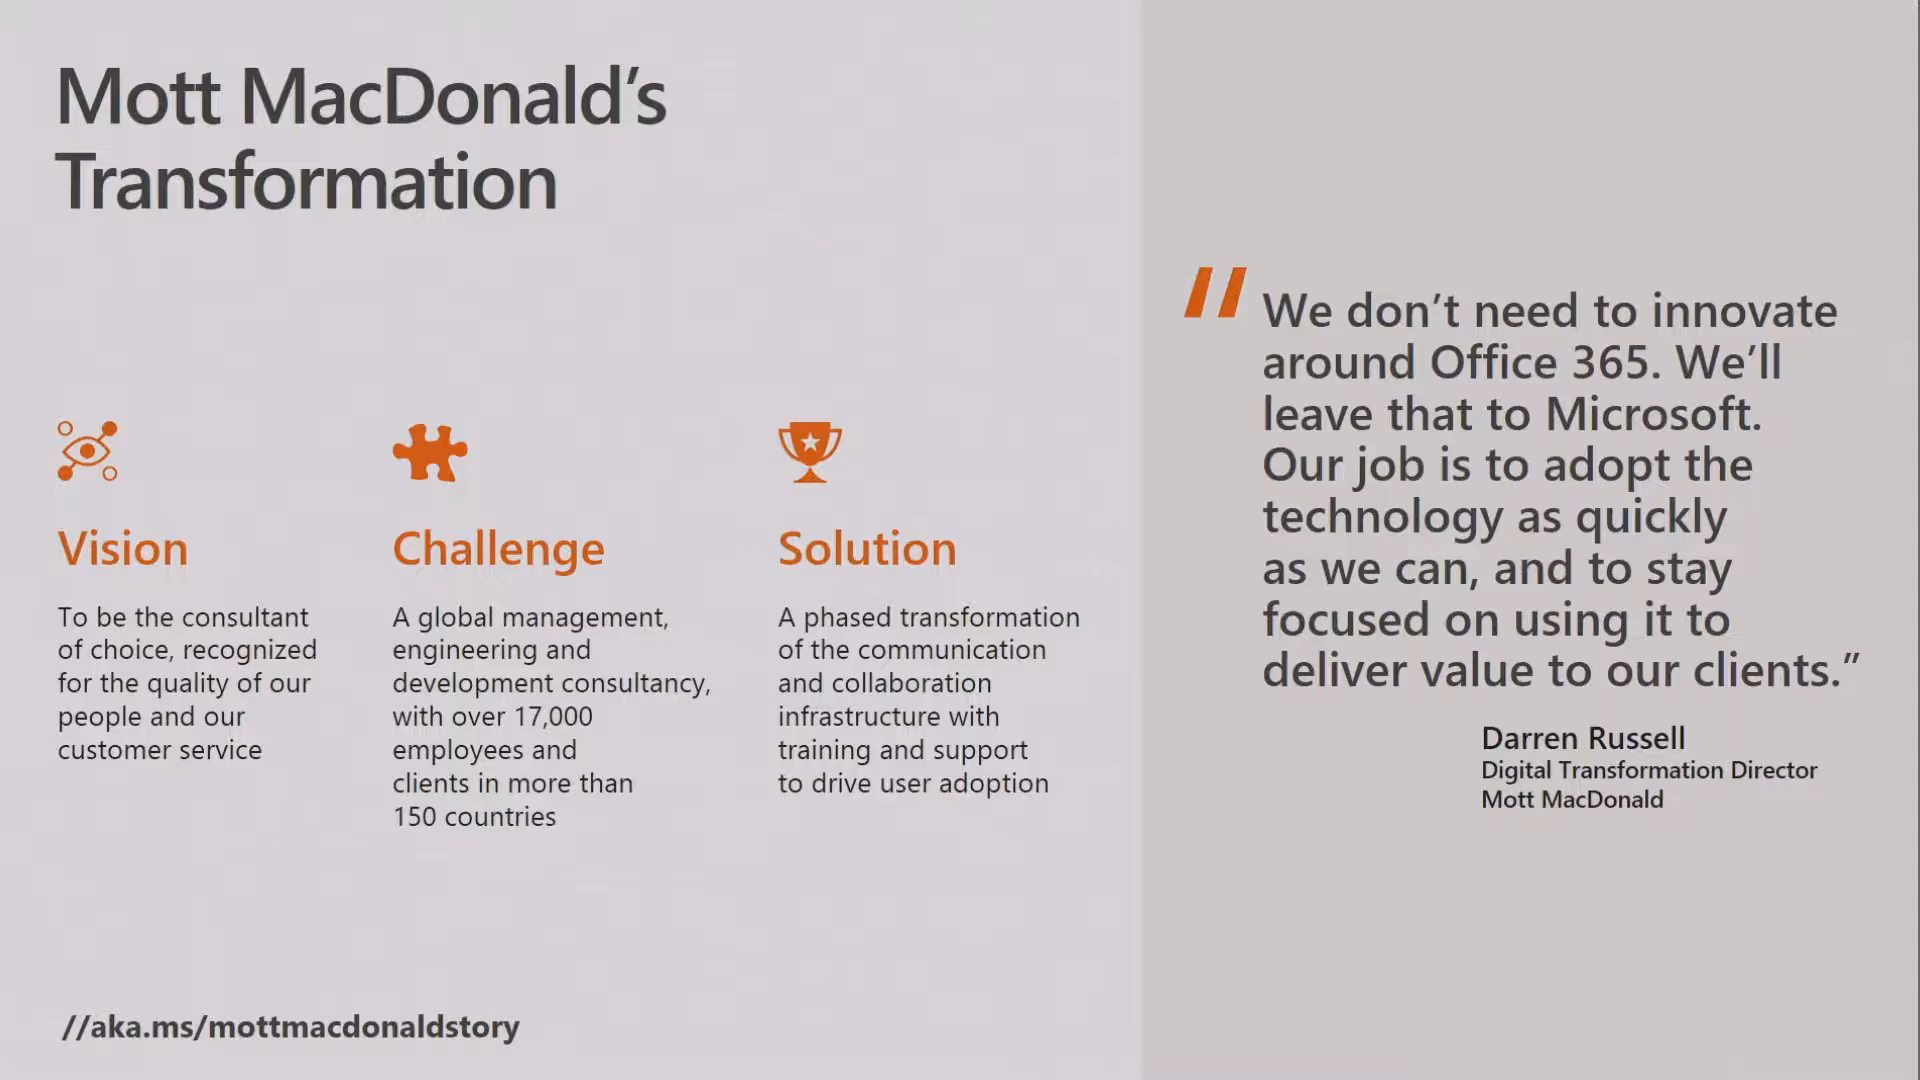 Mott MacDonald’s
Transformation
Vision
To be the consultant
of choice, recognized
for the quality of our
people and our
customer service
Challenge
A global management,
engineering and
development consultancy,
with over 17,000
employees and
clients in more than
150 countries
Solution
A phased transformation
of the communication
and collaboration
infrastructure with
training and support
to drive user adoption
//aka.ms/mottmacdonaldstory
"We don’t need to innovate
around Office 365. We’ll
leave that to Microsoft.
Our job is to adopt the
technology as quickly
as we can, and to stay
focused on using it to
deliver value to our clients.”
Darren Russell
Digital Transformation Director
Mott MacDonald